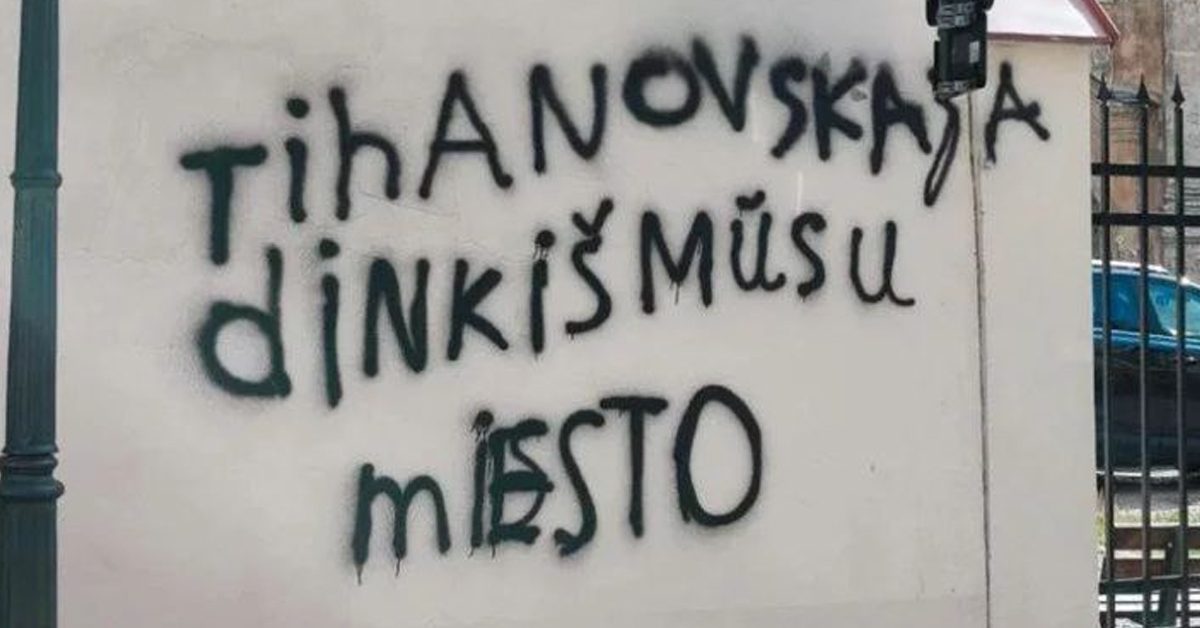 TihANOVSKAJA
diNKiŠ MŪSU
miESTO